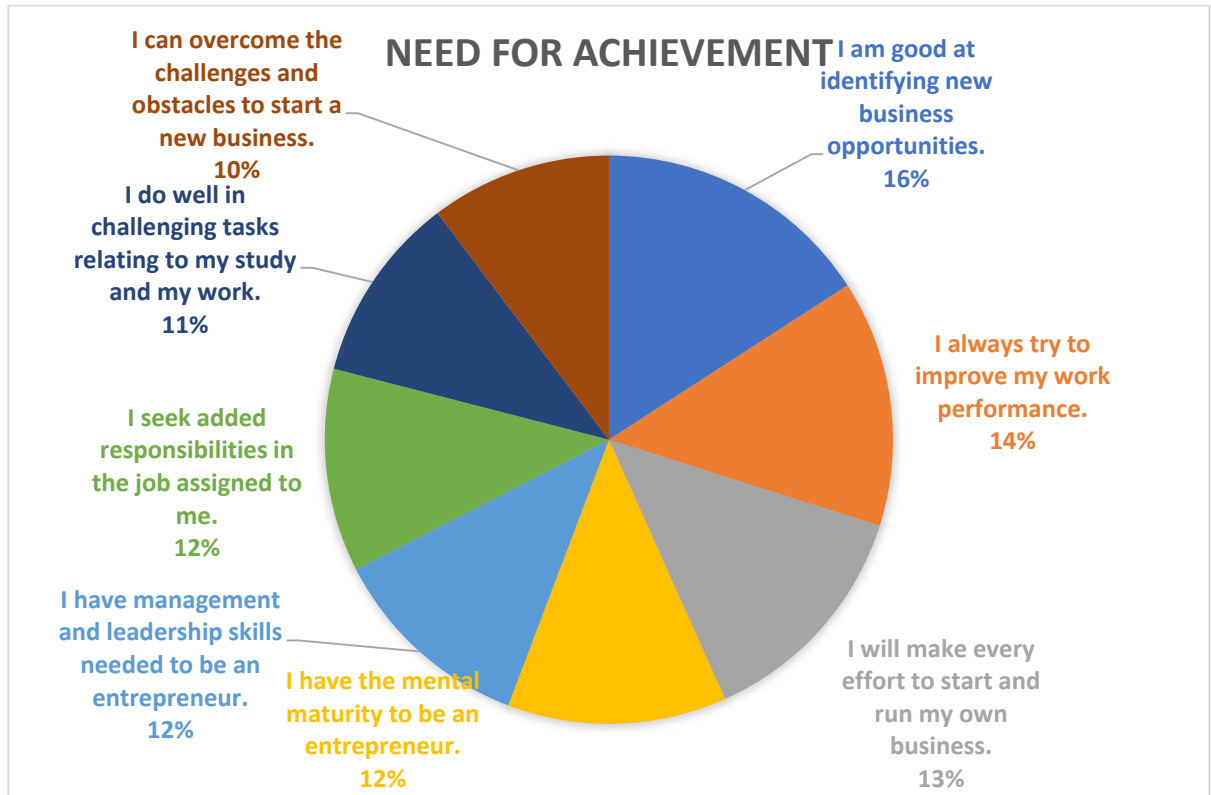 NEED FOR ACHIEVEMENT
I am good at
identifying new
business
opportunities.
16%
I always try to
improve my work
performance.
14%
I will make every
effort to start and
run my own
business.
13%
I have the mental
maturity to be an
entrepreneur.
12%
I have management
and leadership skills
needed to be an
entrepreneur.
12%
I seek added
responsibilities in
the job assigned to
me.
12%
I do well in
challenging tasks
relating to my study
and my work.
11%
I can overcome the
challenges and
obstacles to start a
new business.
10%